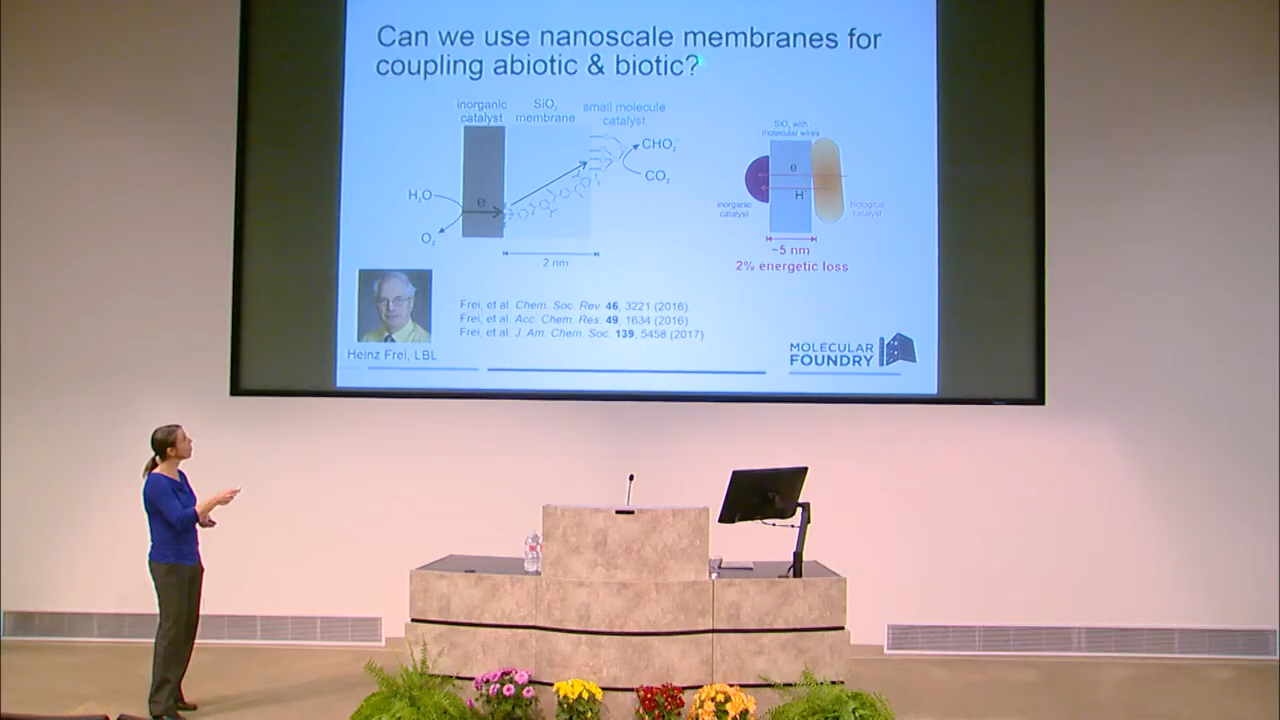 Can we use nanoscale membranes for
coupling abiotic & biotic?
inorganic
catalyst
SiO2
membrane
small molecule
catalyst
H2O
e-
O2
CHO2-
CO2
2 nm
SiO2 with
molecular wires
e-
H+
inorganic
catalyst
biological
catalyst
~5 nm
2% energetic loss
Heinz Frei, LBL
Frei, et al. Chem. Soc. Rev. 46, 3221 (2016)
Frei, et al. Acc. Chem. Res. 49, 1634 (2016)
Frei, et al. J. Am. Chem. Soc. 139, 5458 (2017)
MOLECULAR
FOUNDRY